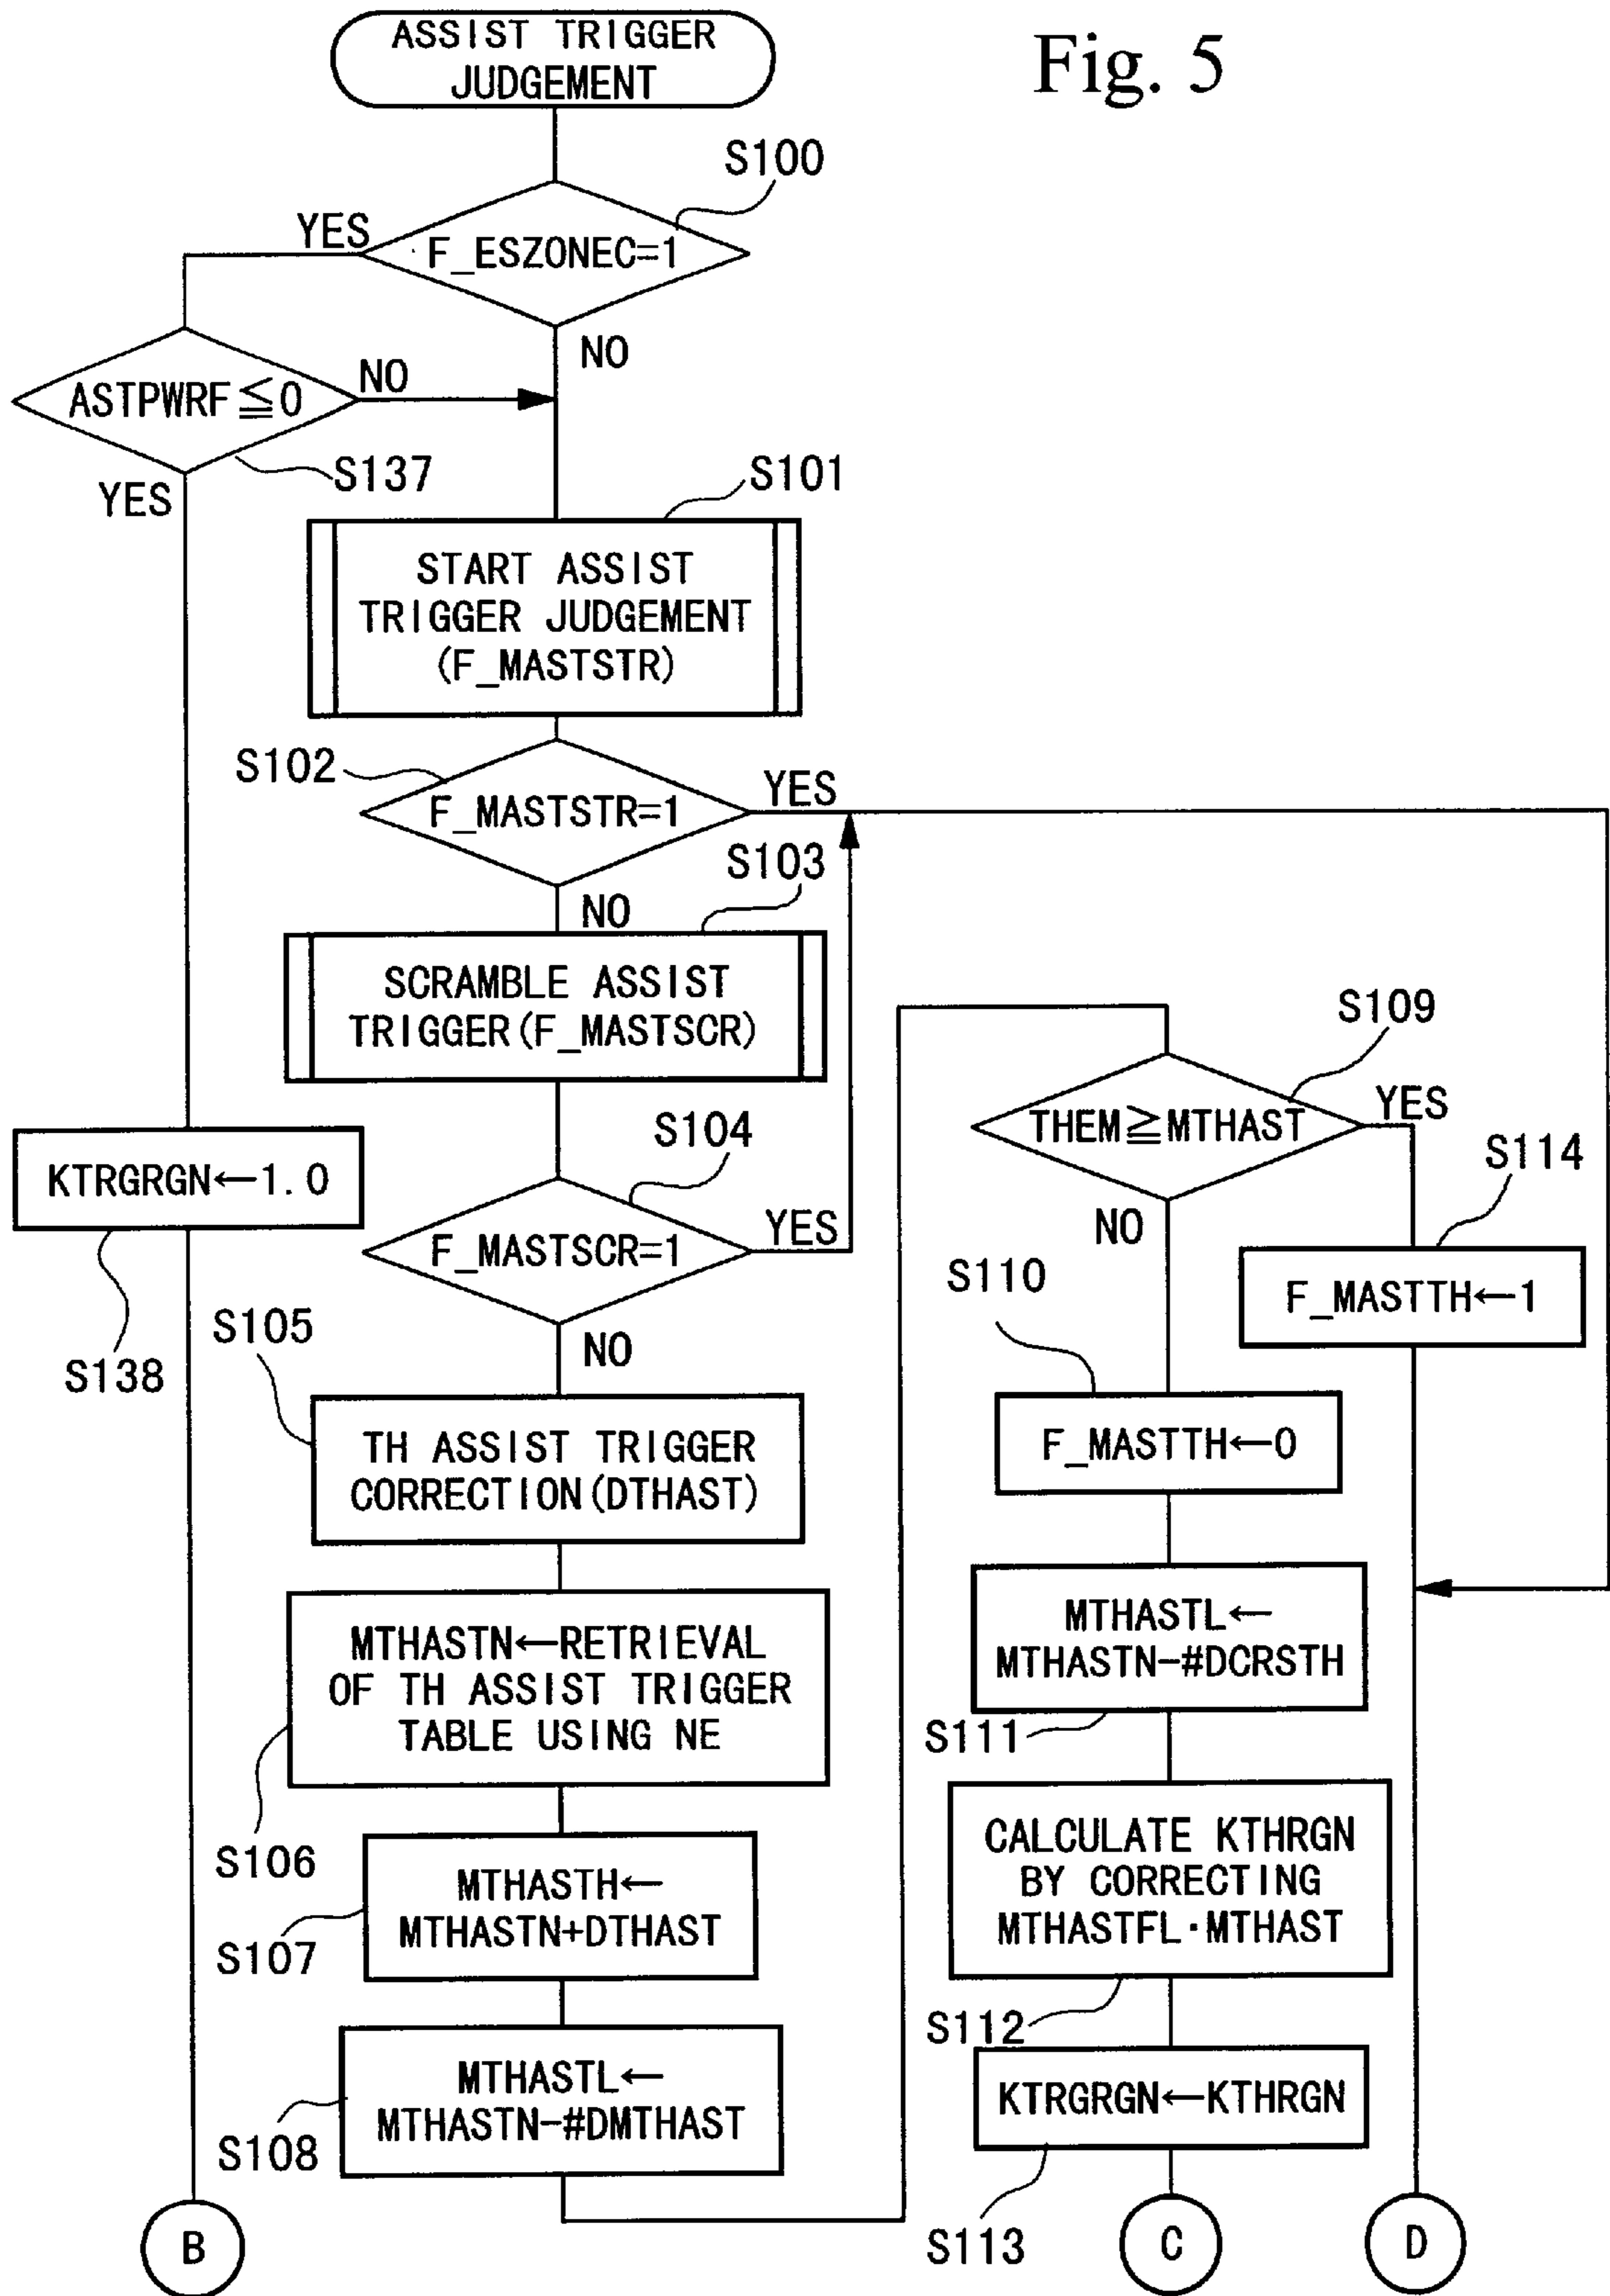 ASSIST TRIGGER
JUDGEMENT
Fig. 5
S100
YES
F_ESZONEC=1
NO
ASTPWRF≦0
NO
S137
YES
S101
START ASSIST
TRIGGER JUDGEMENT
(F_MASTSTR)
S102
F_MASTSTR=1
YES
S103
NO
SCRAMBLE ASSIST
TRIGGER(F_MASTSCR)
S104
KTRGRGN←1.0
F_MASTSCR=1
YES
S138
S105
NO
TH ASSIST TRIGGER
CORRECTION(DTHAST)
MTHASTN←RETRIEVAL
OF TH ASSIST TRIGGER
TABLE USING NE
S106
MTHASTH←
MTHASTN+DTHAST
S107
MTHASTL←
MTHASTN-#DMTHAST
S108
S109
THEM≧MTHAST
YES
S114
NO
F_MASTTH←1
S110
F_MASTTH←0
MTHASTL←
MTHASTN-#DCRSTH
S111
CALCULATE KTHRGN
BY CORRECTING
MTHASTFL·MTHAST
S112
KTRGRGN←KTHRGN
S113
B
C
D